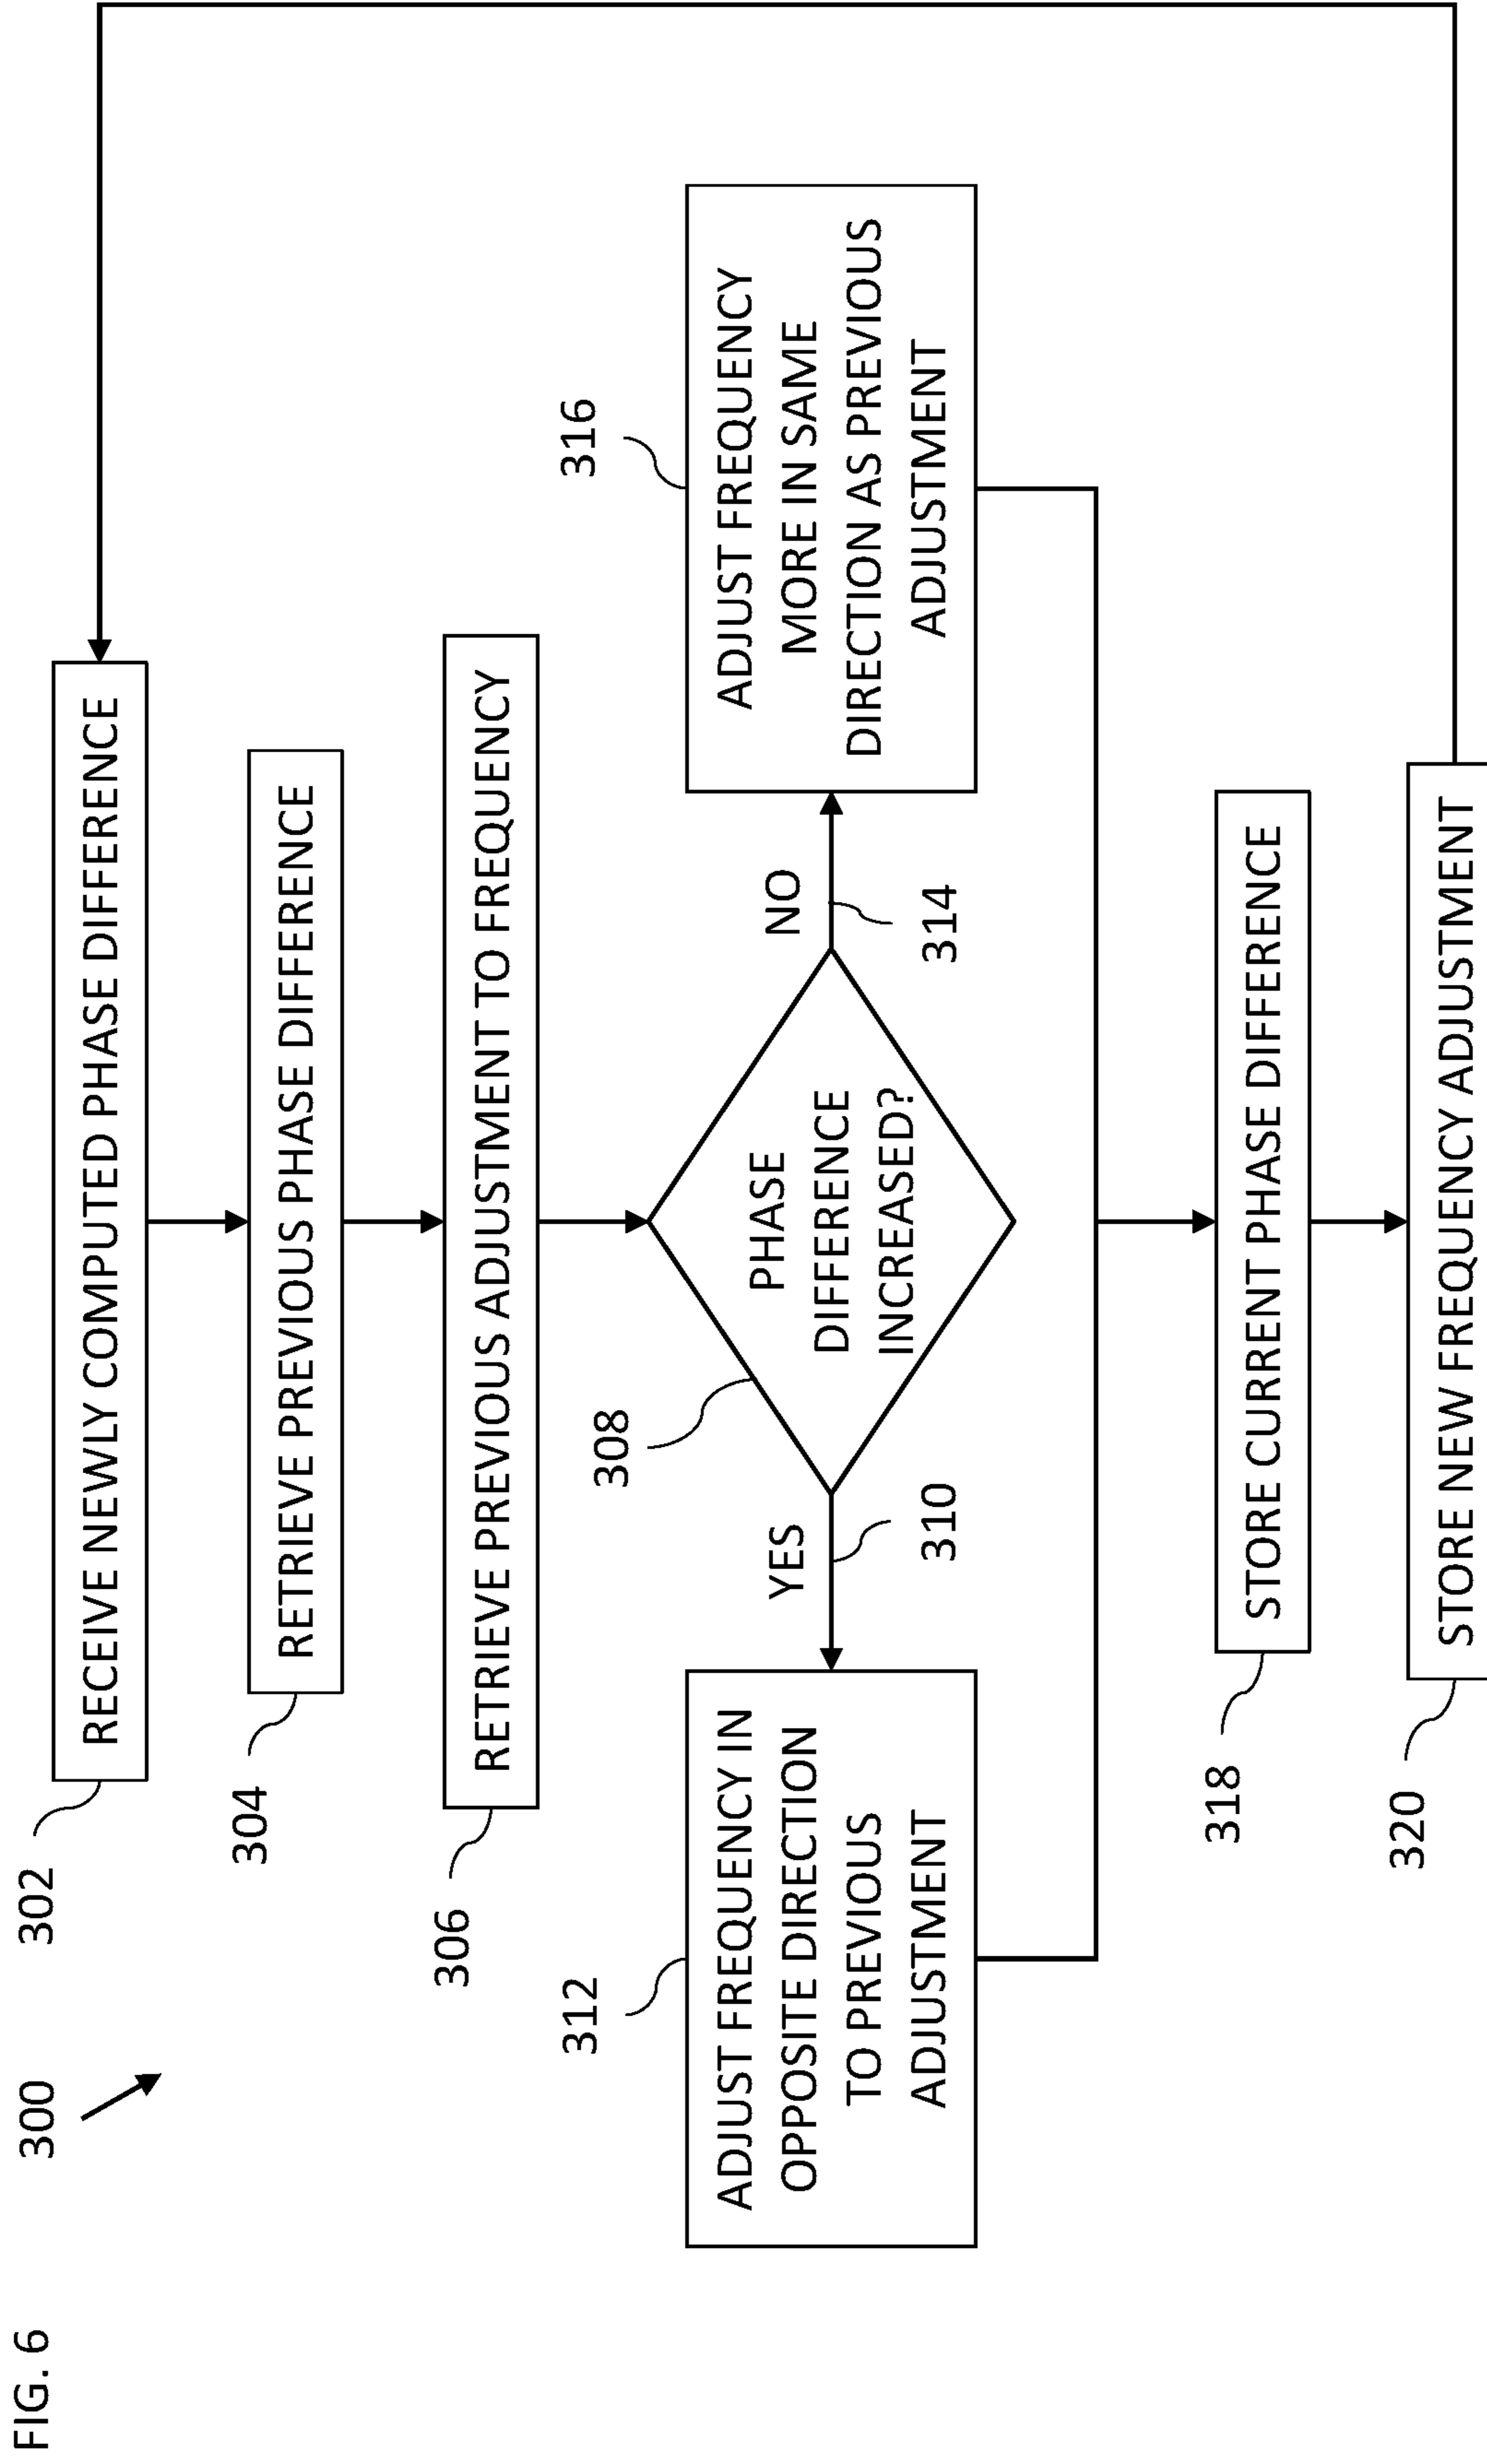 FIG. 6
300
302
RECEIVE NEWLY COMPUTED PHASE DIFFERENCE
304
RETRIEVE PREVIOUS PHASE DIFFERENCE
306
RETRIEVE PREVIOUS ADJUSTMENT TO FREQUENCY
308
PHASE
DIFFERENCE
INCREASED?
YES
310
NO
314
312
ADJUST FREQUENCY IN
OPPOSITE DIRECTION
TO PREVIOUS
ADJUSTMENT
316
ADJUST FREQUENCY
MORE IN SAME
DIRECTION AS PREVIOUS
ADJUSTMENT
318
STORE CURRENT PHASE DIFFERENCE
320
STORE NEW FREQUENCY ADJUSTMENT